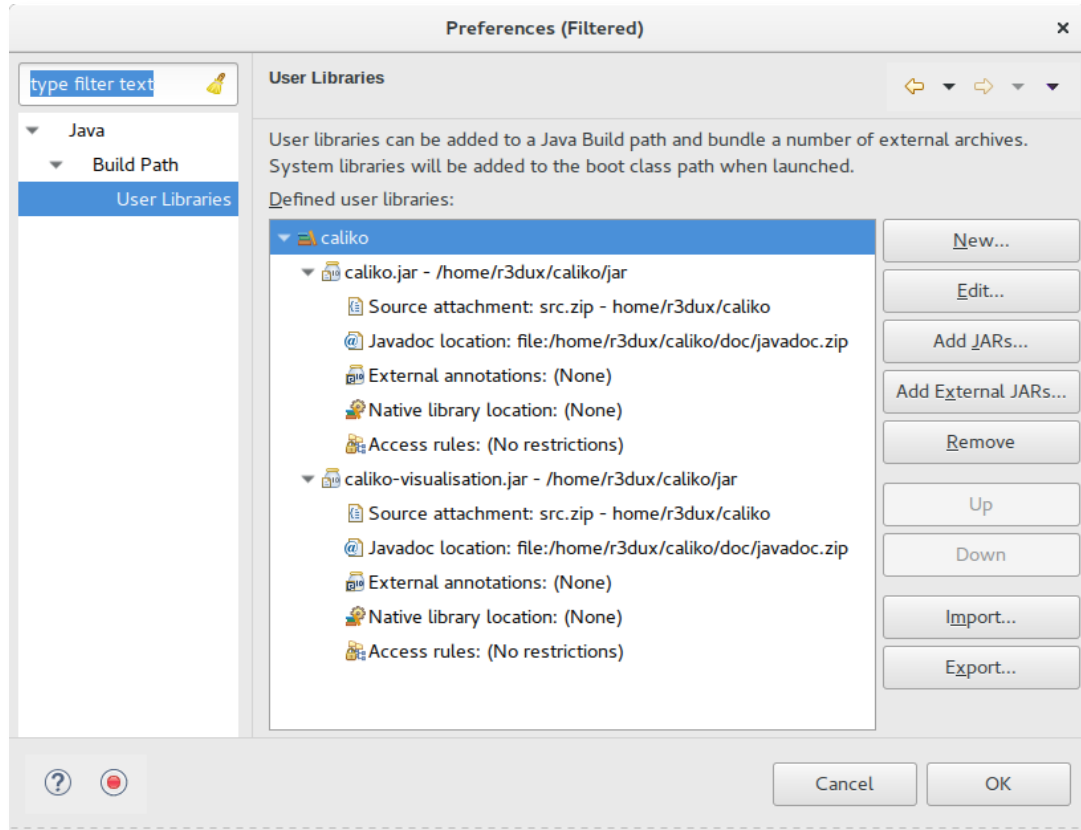 Preferences (Filtered)
type filter text
Java
Build Path
User Libraries
User Libraries
User libraries can be added to a Java Build path and bundle a number of external archives.
System libraries will be added to the boot class path when launched.
Defined user libraries:
caliko
caliko.jar - /home/r3dux/caliko/jar
Source attachment: src.zip - home/r3dux/caliko
Javadoc location: file:/home/r3dux/caliko/doc/javadoc.zip
External annotations: (None)
Native library location: (None)
Access rules: (No restrictions)
caliko-visualisation.jar - /home/r3dux/caliko/jar
Source attachment: src.zip - home/r3dux/caliko
Javadoc location: file:/home/r3dux/caliko/doc/javadoc.zip
External annotations: (None)
Native library location: (None)
Access rules: (No restrictions)
New...
Edit...
Add JARs...
Add External JARs...
Remove
Up
Down
Import...
Export...
Cancel
OK